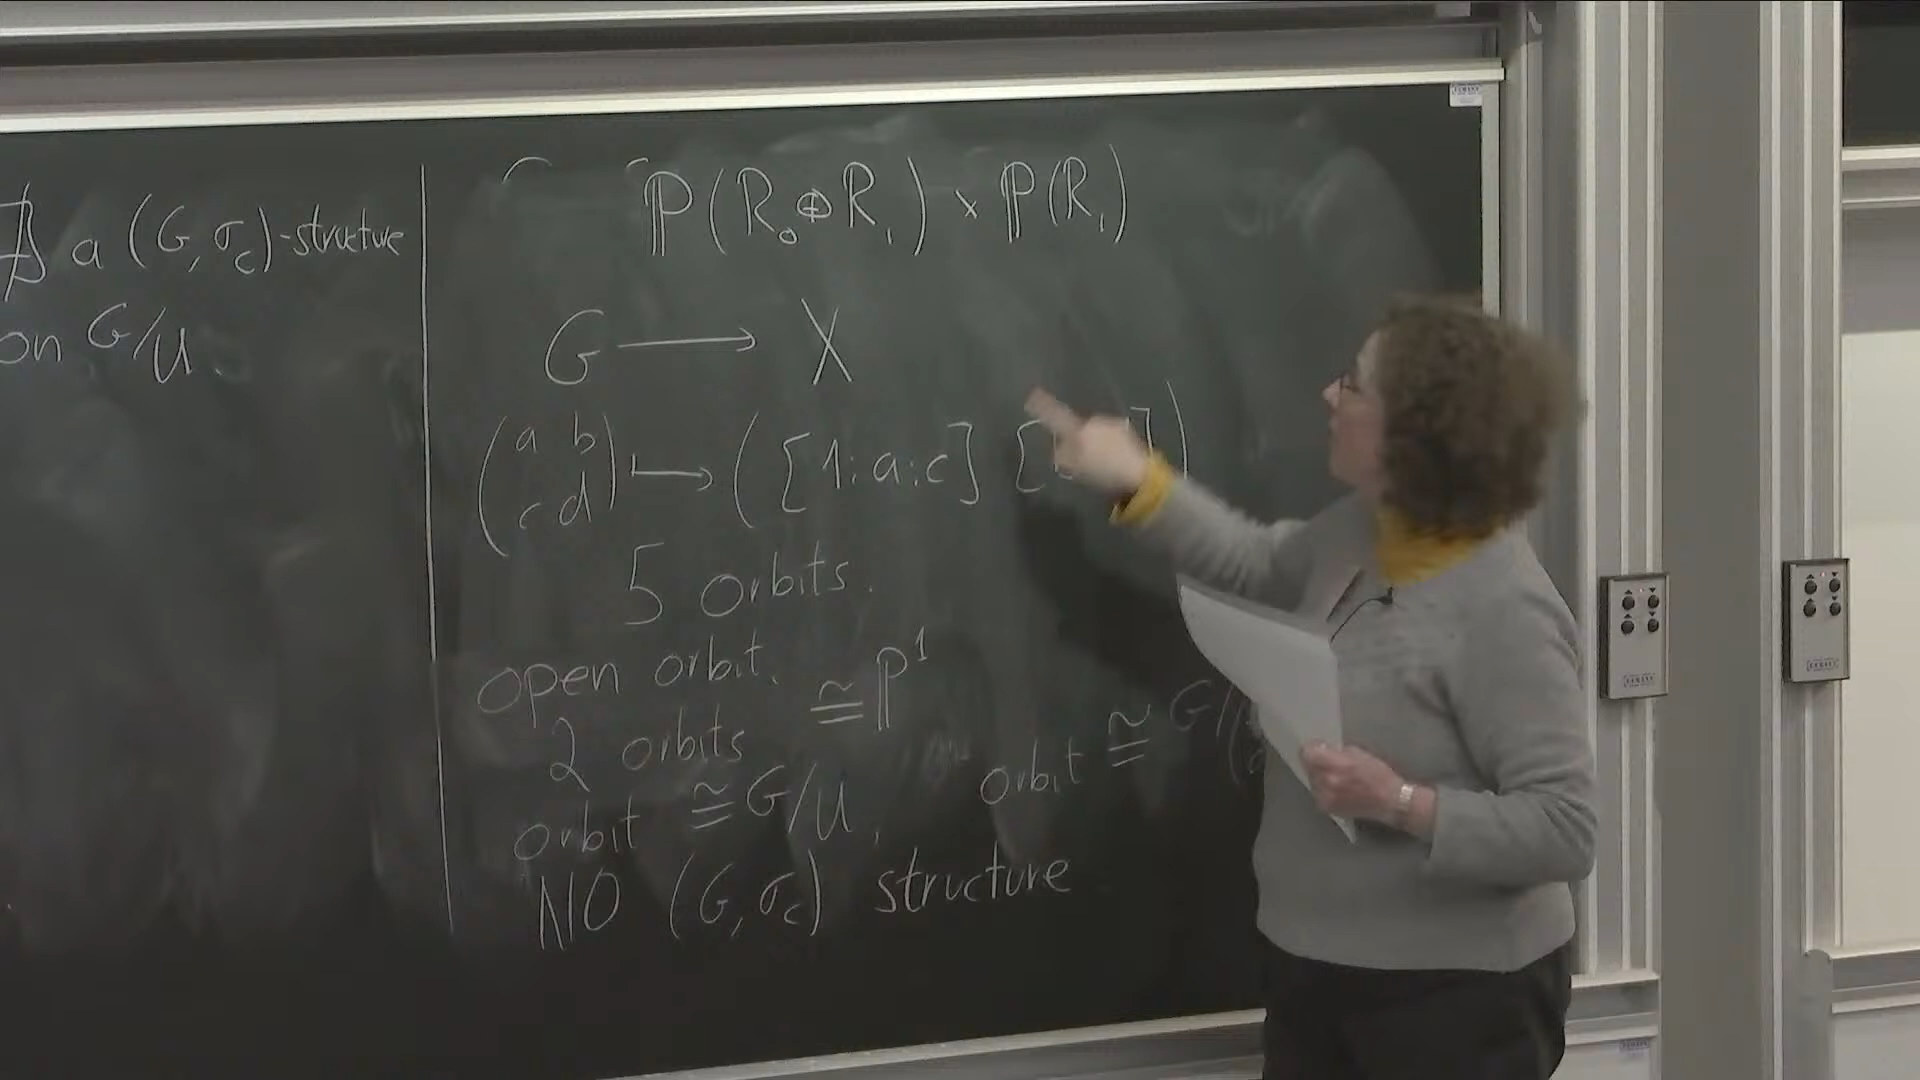 ∄ a (G, σ_c)-structure
on G/U
P(R₀⊕R₁) × P(R₁)
G ⟶ X
(a b
c d) ⟼ ([1:a:c] [
5 orbits.
open orbit.
2 orbits ≅ P¹
orbit ≅ G/U, orbit ≅ G/(
NO (G, σ_c) structure